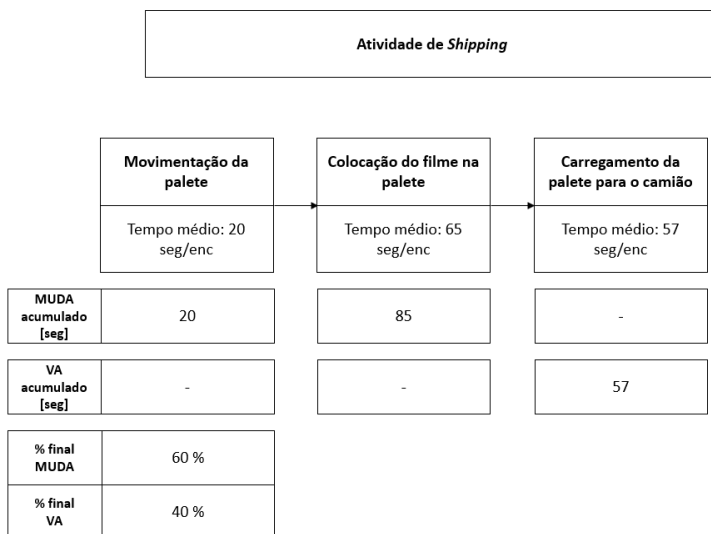 Atividade de Shipping
Movimentação da
palete
Tempo médio: 20
seg/enc
Colocação do filme na
palete
Tempo médio: 65
seg/enc
Carregamento da
palete para o camião
Tempo médio: 57
seg/enc
MUDA
acumulado
[seg]
20
85
-
VA
acumulado
[seg]
-
-
57
% final
MUDA
60 %
% final
VA
40 %